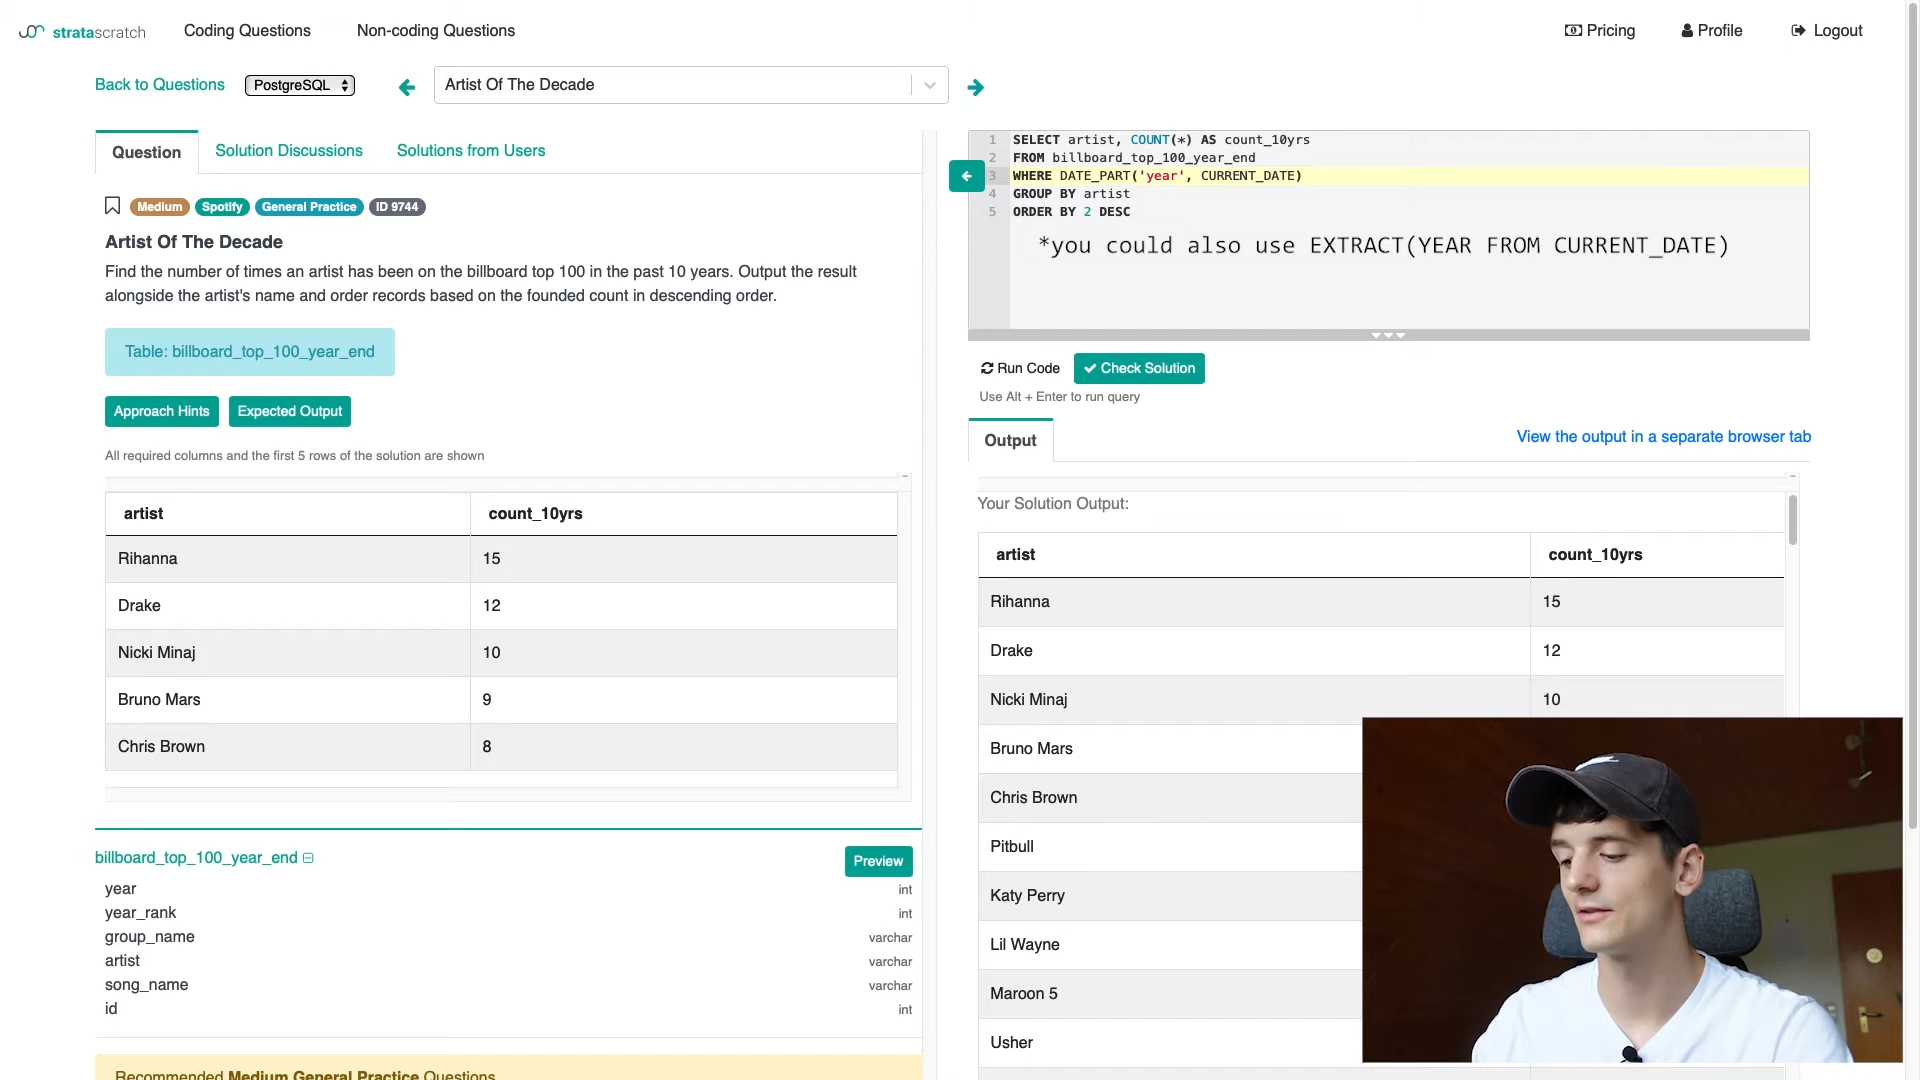 stratascratch
Coding Questions
Non-coding Questions
Pricing
Profile
Logout
Back to Questions
PostgreSQL
Artist Of The Decade
Question
Solution Discussions
Solutions from Users
Medium
Spotify
General Practice
ID 9744
Artist Of The Decade
Find the number of times an artist has been on the billboard top 100 in the past 10 years. Output the result
alongside the artist's name and order records based on the founded count in descending order.
Table: billboard_top_100_year_end
Approach Hints
Expected Output
All required columns and the first 5 rows of the solution are shown
artist count_10yrs
Rihanna 15
Drake 12
Nicki Minaj 10
Bruno Mars 9
Chris Brown 8
billboard_top_100_year_end
Preview
year int
year_rank int
group_name varchar
artist varchar
song_name varchar
id int
Recommended Medium General Practice Questions
1 SELECT artist, COUNT(*) AS count_10yrs
2 FROM billboard_top_100_year_end
3 WHERE DATE_PART('year', CURRENT_DATE)
4 GROUP BY artist
5 ORDER BY 2 DESC
*you could also use EXTRACT(YEAR FROM CURRENT_DATE)
Run Code
Check Solution
Use Alt + Enter to run query
Output
View the output in a separate browser tab
Your Solution Output:
artist count_10yrs
Rihanna 15
Drake 12
Nicki Minaj 10
Bruno Mars
Chris Brown
Pitbull
Katy Perry
Lil Wayne
Maroon 5
Usher